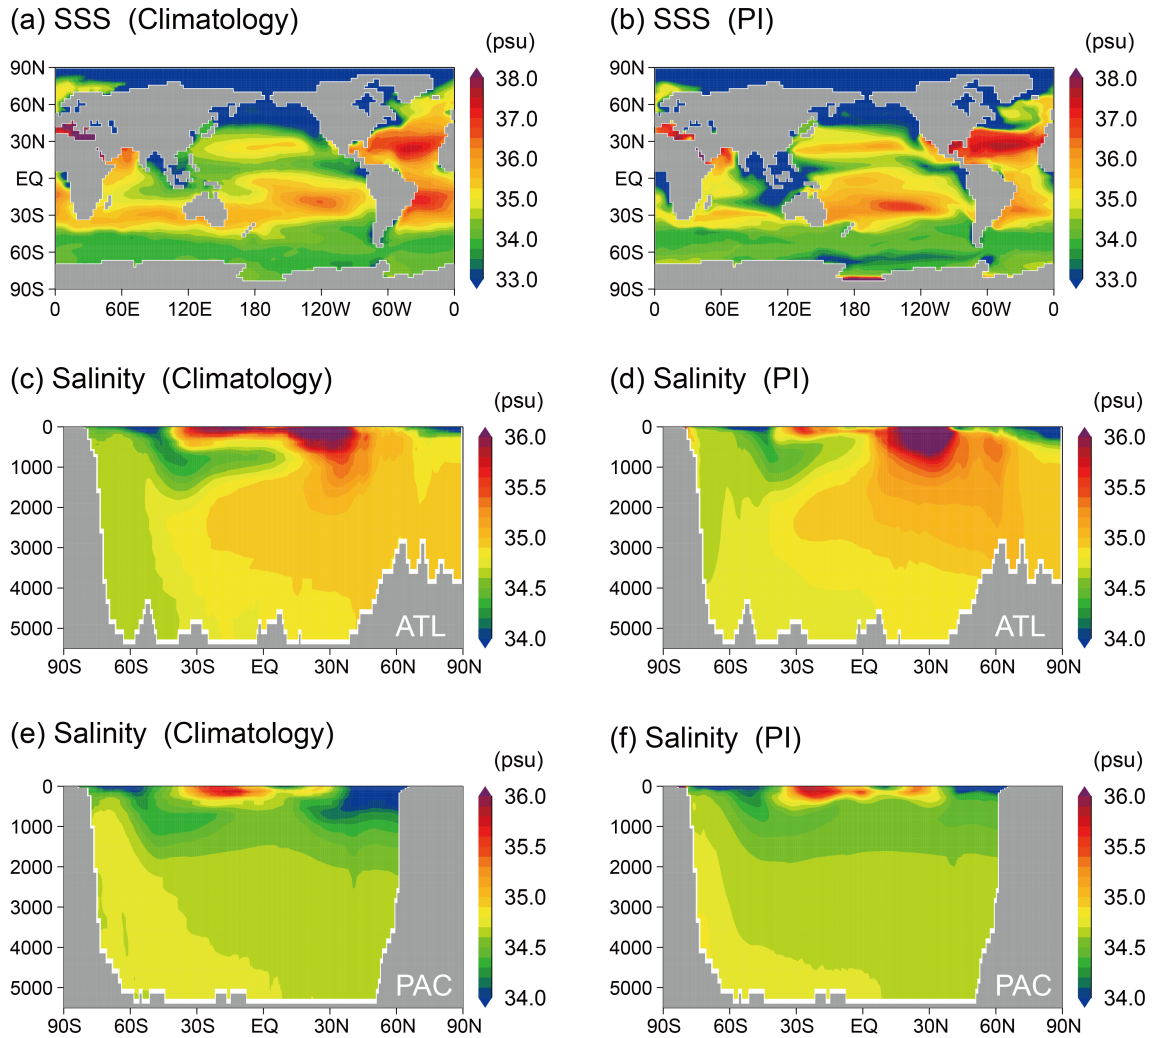 (a) SSS (Climatology)
(psu)
90N
60N
30N
EQ
30S
60S
90S
0 60E 120E 180 120W 60W 0
38.0
37.0
36.0
35.0
34.0
33.0
(b) SSS (PI)
(psu)
90N
60N
30N
EQ
30S
60S
90S
0 60E 120E 180 120W 60W 0
38.0
37.0
36.0
35.0
34.0
33.0
(c) Salinity (Climatology)
(psu)
0
1000
2000
3000
4000
5000
ATL
90S 60S 30S EQ 30N 60N 90N
36.0
35.5
35.0
34.5
34.0
(d) Salinity (PI)
(psu)
0
1000
2000
3000
4000
5000
ATL
90S 60S 30S EQ 30N 60N 90N
36.0
35.5
35.0
34.5
34.0
(e) Salinity (Climatology)
(psu)
0
1000
2000
3000
4000
5000
PAC
90S 60S 30S EQ 30N 60N 90N
36.0
35.5
35.0
34.5
34.0
(f) Salinity (PI)
(psu)
0
1000
2000
3000
4000
5000
PAC
90S 60S 30S EQ 30N 60N 90N
36.0
35.5
35.0
34.5
34.0